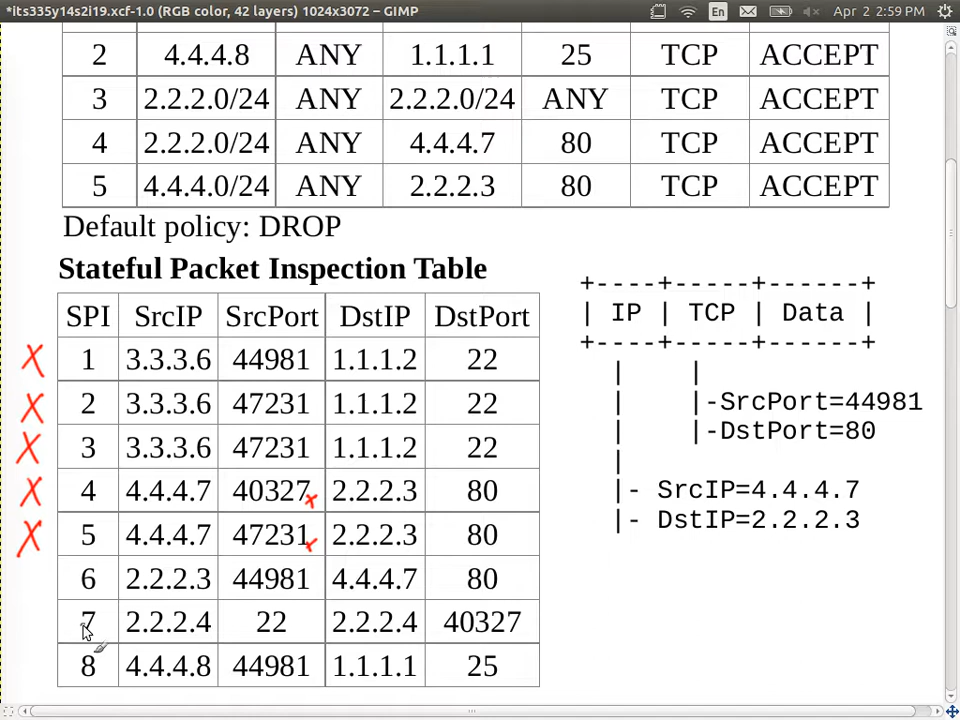 *its335y14s2i19.xcf-1.0 (RGB color, 42 layers) 1024x3072 – GIMP En Apr 2 2:59 PM
2 4.4.4.8 ANY 1.1.1.1 25 TCP ACCEPT
3 2.2.2.0/24 ANY 2.2.2.0/24 ANY TCP ACCEPT
4 2.2.2.0/24 ANY 4.4.4.7 80 TCP ACCEPT
5 4.4.4.0/24 ANY 2.2.2.3 80 TCP ACCEPT
Default policy: DROP
Stateful Packet Inspection Table
SPI SrcIP SrcPort DstIP DstPort
X 1 3.3.3.6 44981 1.1.1.2 22
X 2 3.3.3.6 47231 1.1.1.2 22
X 3 3.3.3.6 47231 1.1.1.2 22
X 4 4.4.4.7 40327 x 2.2.2.3 80
X 5 4.4.4.7 47231 x 2.2.2.3 80
6 2.2.2.3 44981 4.4.4.7 80
7 2.2.2.4 22 2.2.2.4 40327
8 4.4.4.8 44981 1.1.1.1 25
+----+-----+------+
| IP | TCP | Data |
+----+-----+------+
| |
| |-SrcPort=44981
| |-DstPort=80
|
|- SrcIP=4.4.4.7
|- DstIP=2.2.2.3